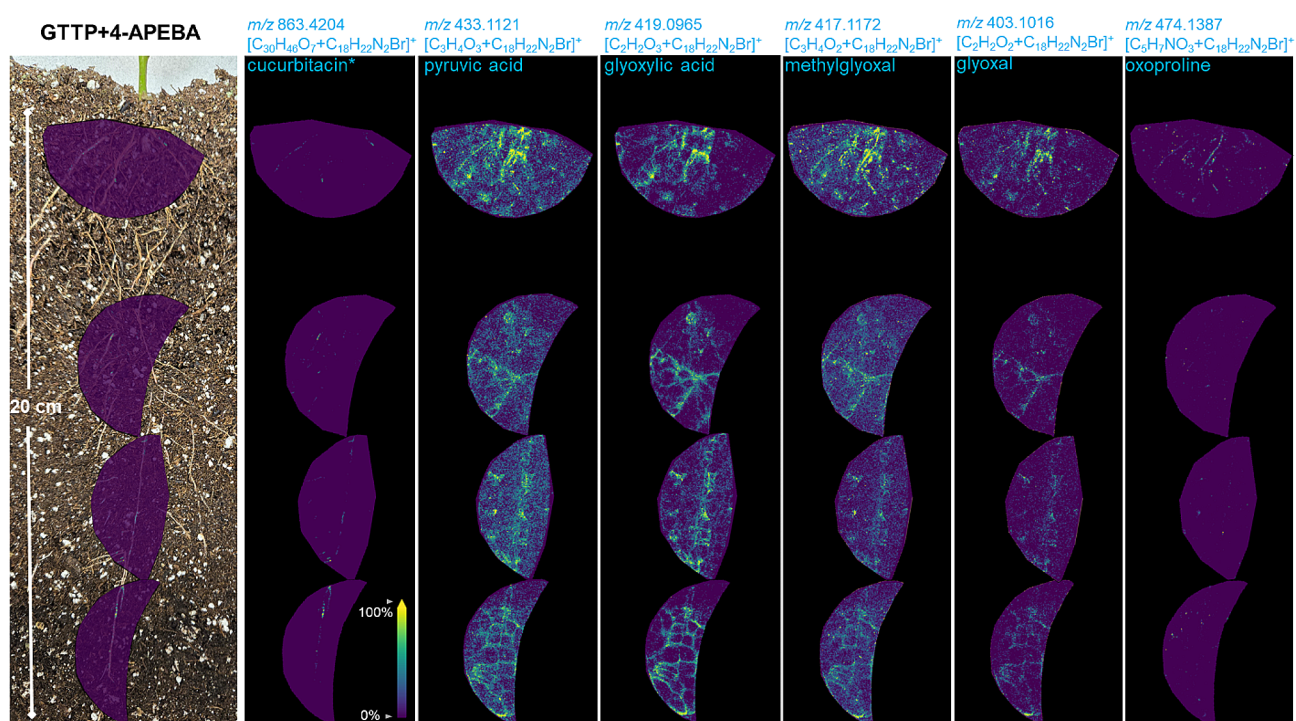 GTTP+4-APEBA
m/z 863.4204
[C30H46O7+C18H22N2Br]+
cucurbitacin*
m/z 433.1121
[C3H4O3+C18H22N2Br]+
pyruvic acid
m/z 419.0965
[C2H2O3+C18H22N2Br]+
glyoxylic acid
m/z 417.1172
[C3H4O2+C18H22N2Br]+
methylglyoxal
m/z 403.1016
[C2H2O2+C18H22N2Br]+
glyoxal
m/z 474.1387
[C5H7NO3+C18H22N2Br]+
oxoproline
20 cm
100%
0%